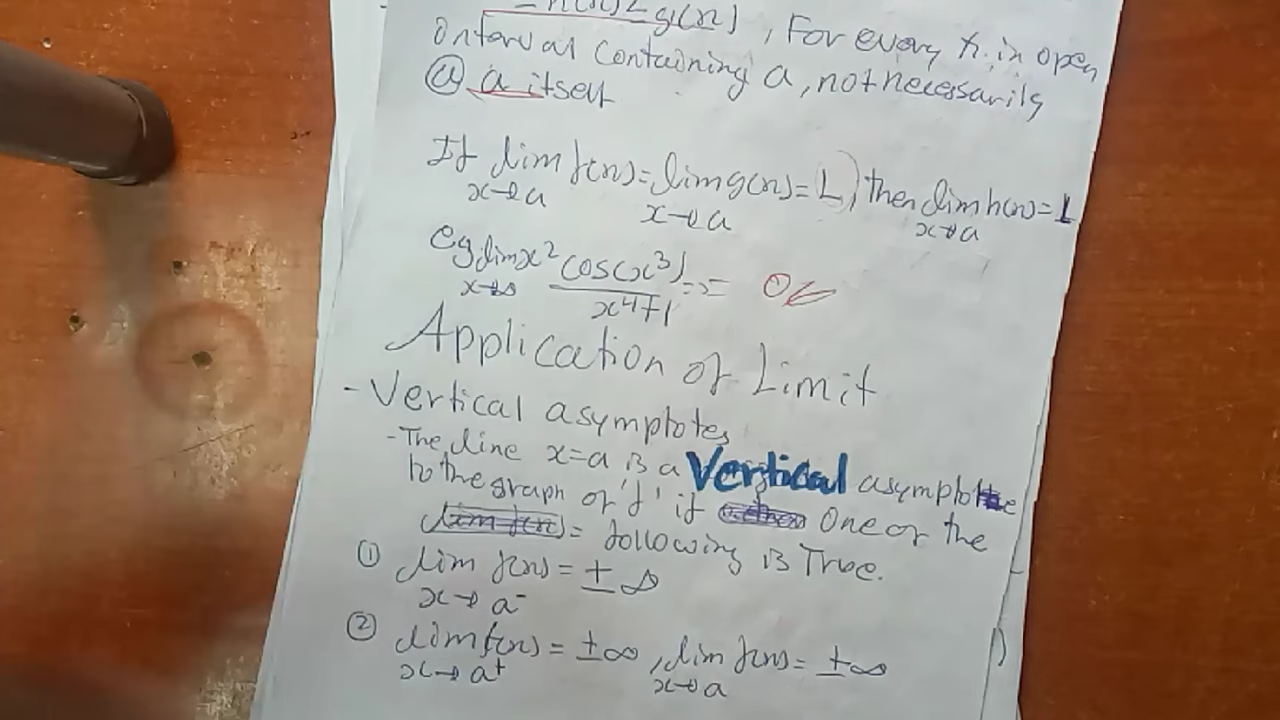 h(x) ≤ g(x), For every x in open
interval containing a, not necessarily
@ a itself
If lim f(x) = lim g(x) = L, then lim h(x) = L
x→a x→a x→a
eg lim x² cos(x³) = 0
x→∞ x⁴+1
Application of Limit
- Vertical asymptotes
- The line x=a is a Vertical asymptote
to the graph of 'f' if One or the
= following is True.
① lim f(x) = ± ∞
x→a⁻
② lim f(x) = ±∞, lim f(x) = ±∞
x→a⁺ x→a